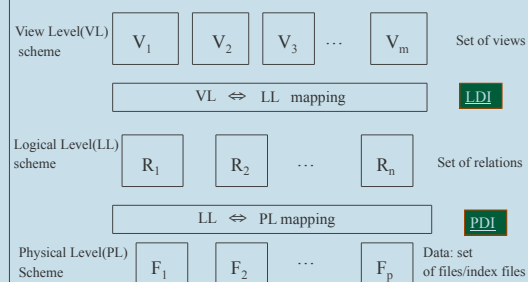 View Level(VL) scheme V1 V2 V3 ... Vm Set of views
VL ⇔ LL mapping LDI
Logical Level(LL) scheme R1 R2 ... Rn Set of relations
LL ⇔ PL mapping PDI
Physical Level(PL) Scheme F1 F2 ... Fp Data: set of files/index files